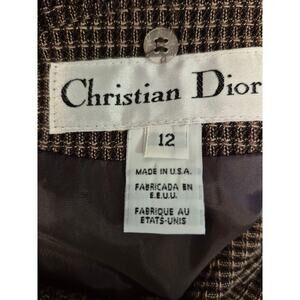 Christian Dior
12
MADE IN U.S.A.
FABRICADA EN
E.E.U.U.
FABRIQUE AU
ETATS-UNIS